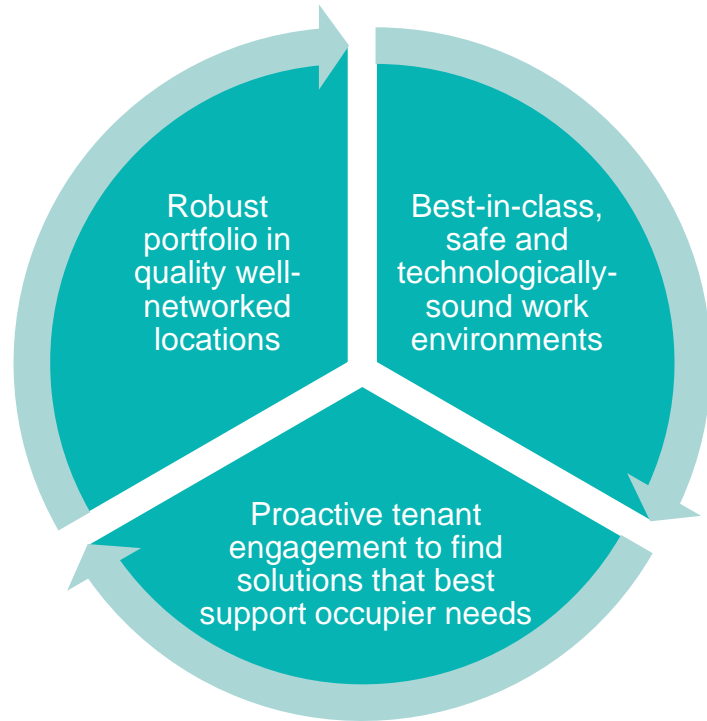 Robust
portfolio in
quality well-
networked
locations
Best-in-class,
safe and
technologically-
sound work
environments
Proactive tenant
engagement to find
solutions that best
support occupier needs